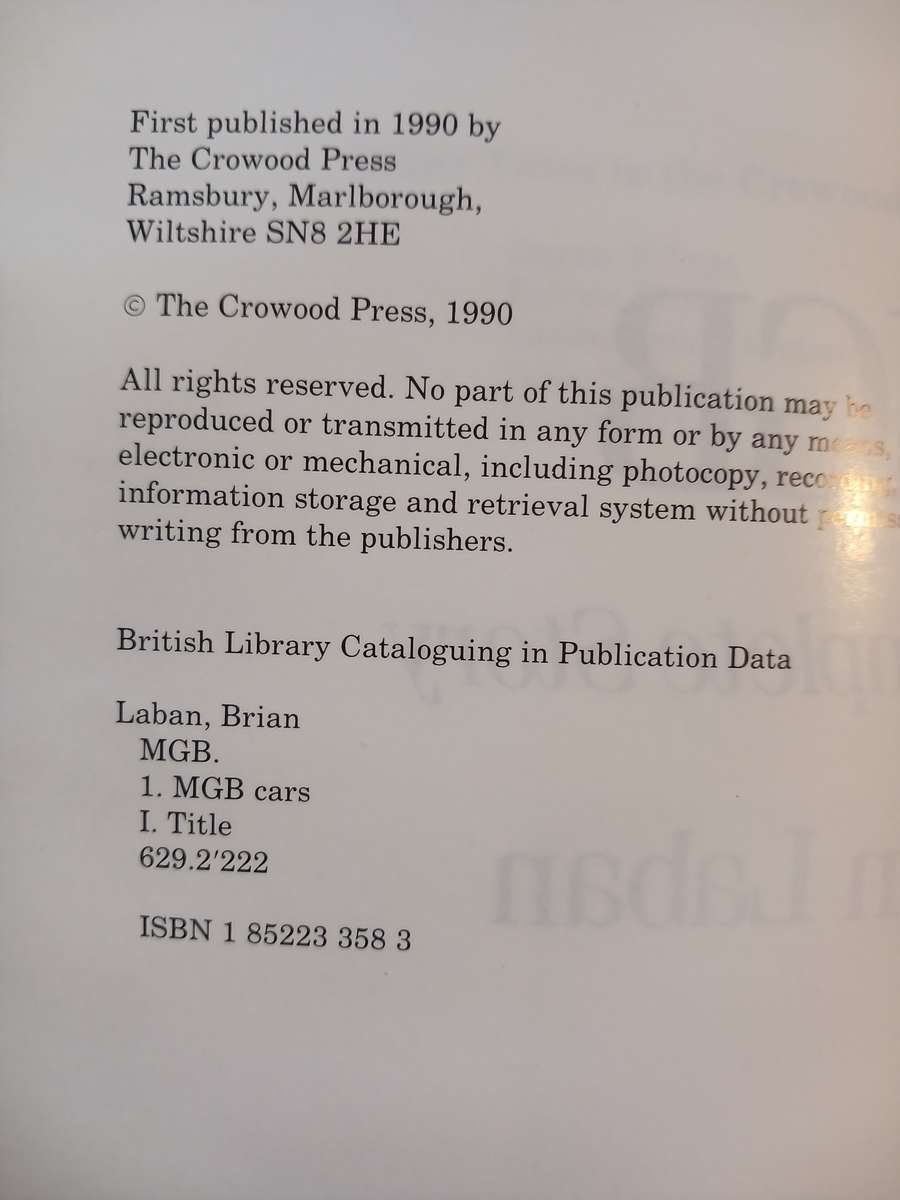 First published in 1990 by
The Crowood Press
Ramsbury, Marlborough,
Wiltshire SN8 2HE
© The Crowood Press, 1990
All rights reserved. No part of this publication may be
reproduced or transmitted in any form or by any means,
electronic or mechanical, including photocopy, recording,
information storage and retrieval system without
writing from the publishers.
British Library Cataloguing in Publication Data
Laban, Brian
MGB.
1. MGB cars
I. Title
629.2′222
ISBN 1 85223 358 3